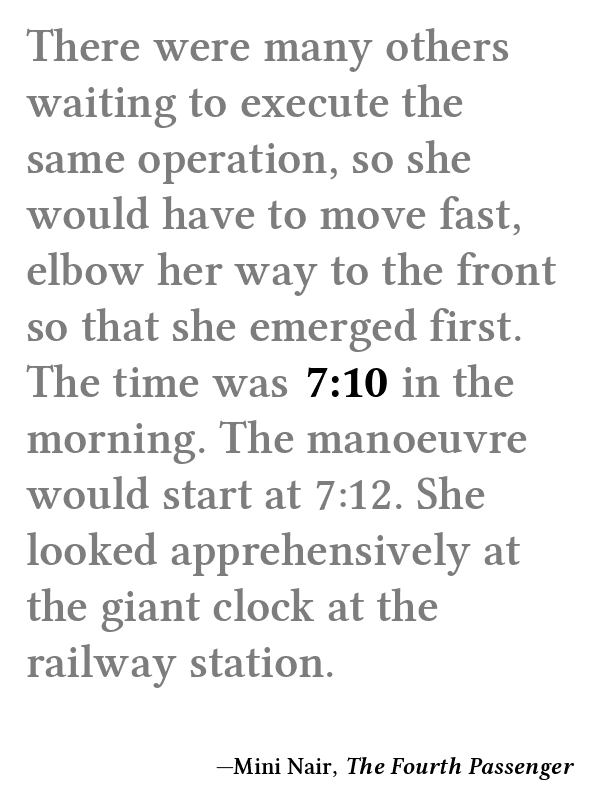 There were many others
waiting to execute the
same operation, so she
would have to move fast,
elbow her way to the front
so that she emerged first.
The time was 7:10 in the
morning. The manoeuvre
would start at 7:12. She
looked apprehensively at
the giant clock at the
railway station.
—Mini Nair, The Fourth Passenger